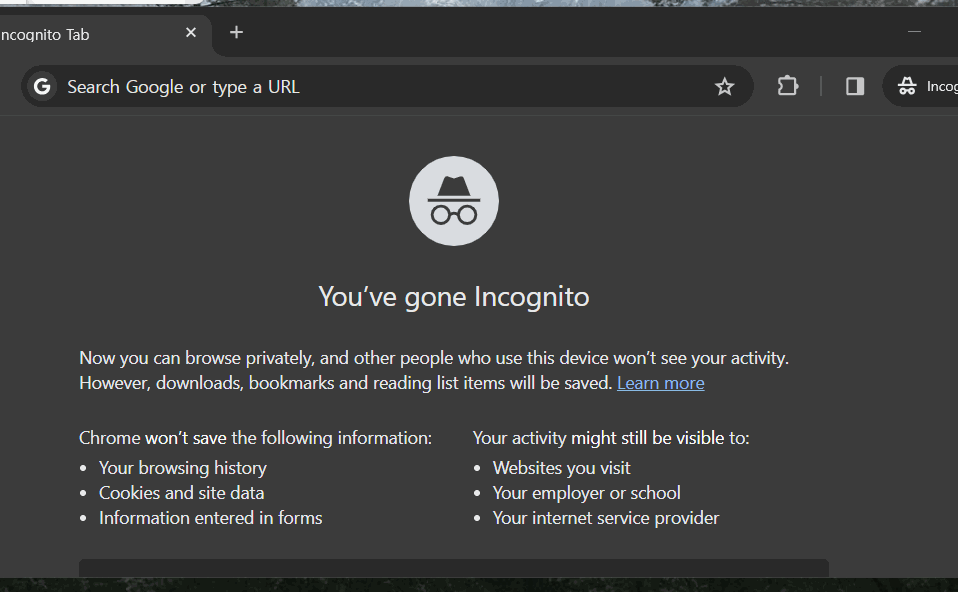 ncognito Tab
Search Google or type a URL
Incog
You've gone Incognito
Now you can browse privately, and other people who use this device won't see your activity.
However, downloads, bookmarks and reading list items will be saved. Learn more
Chrome won't save the following information:
Your browsing history
Cookies and site data
Information entered in forms
Your activity might still be visible to:
Websites you visit
Your employer or school
Your internet service provider